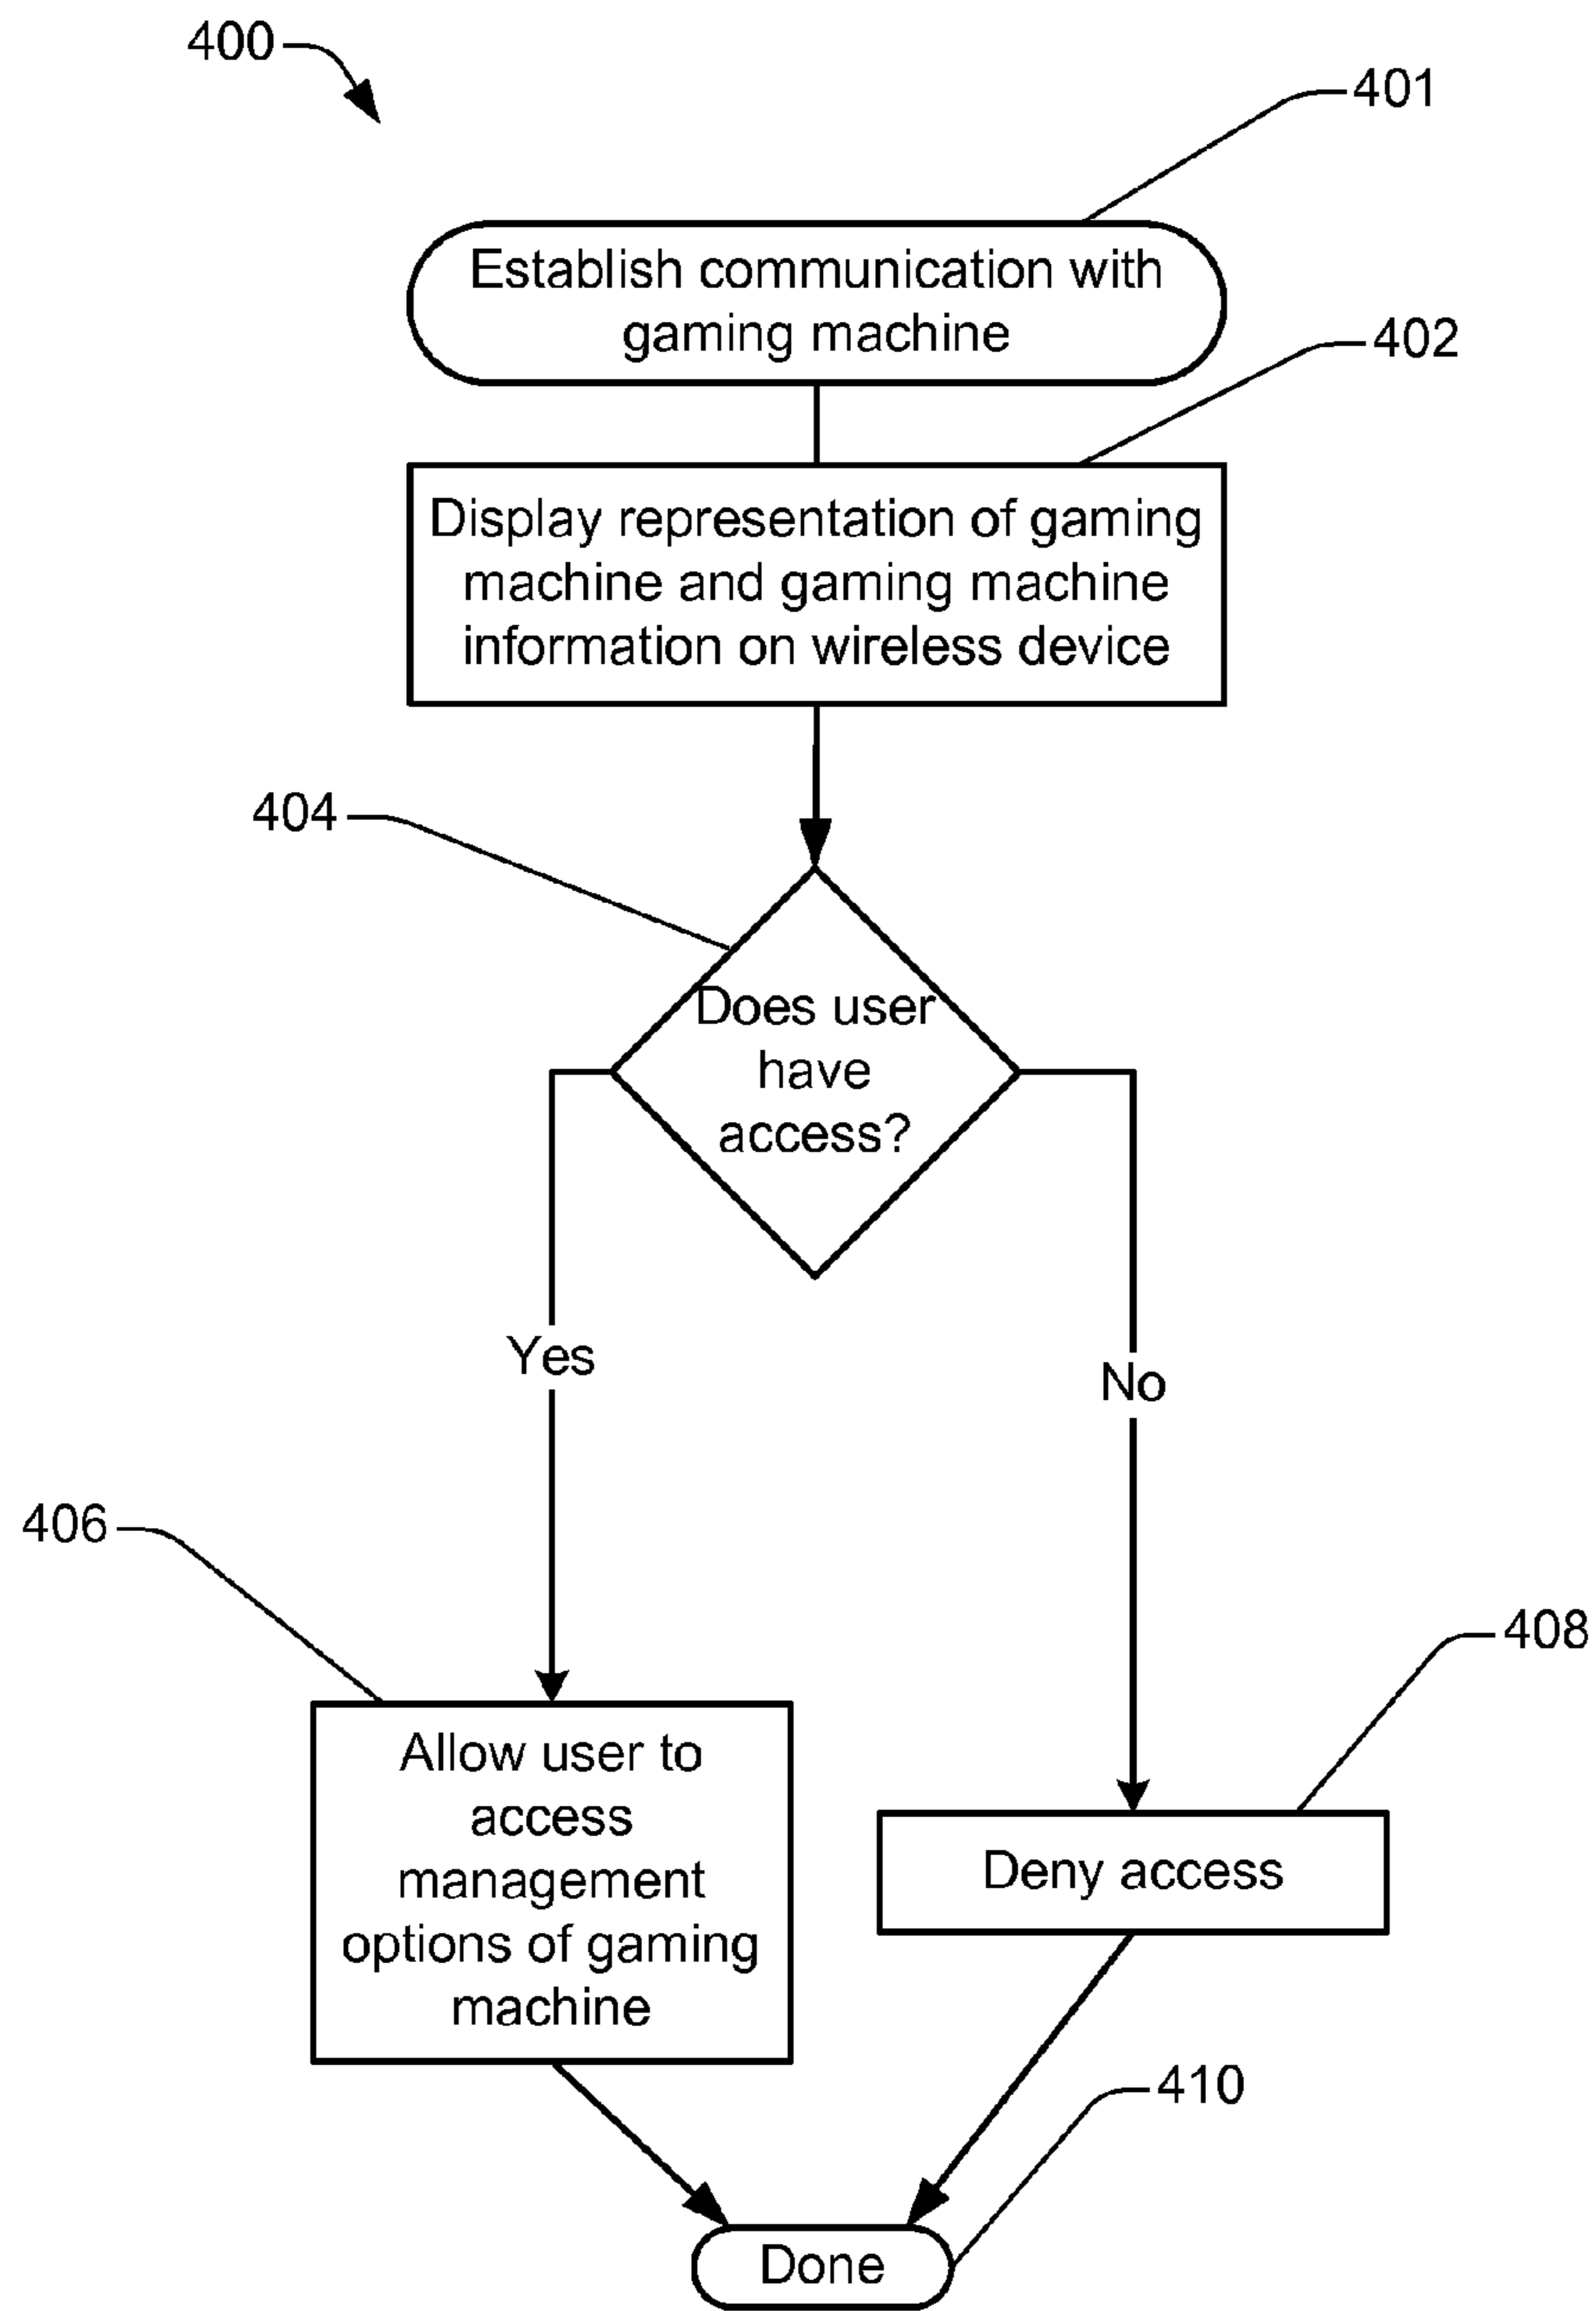 400
401
Establish communication with
gaming machine
402
Display representation of gaming
machine and gaming machine
information on wireless device
404
Does user
have
access?
Yes
No
406
408
Allow user to
access
management
options of gaming
machine
Deny access
410
Done